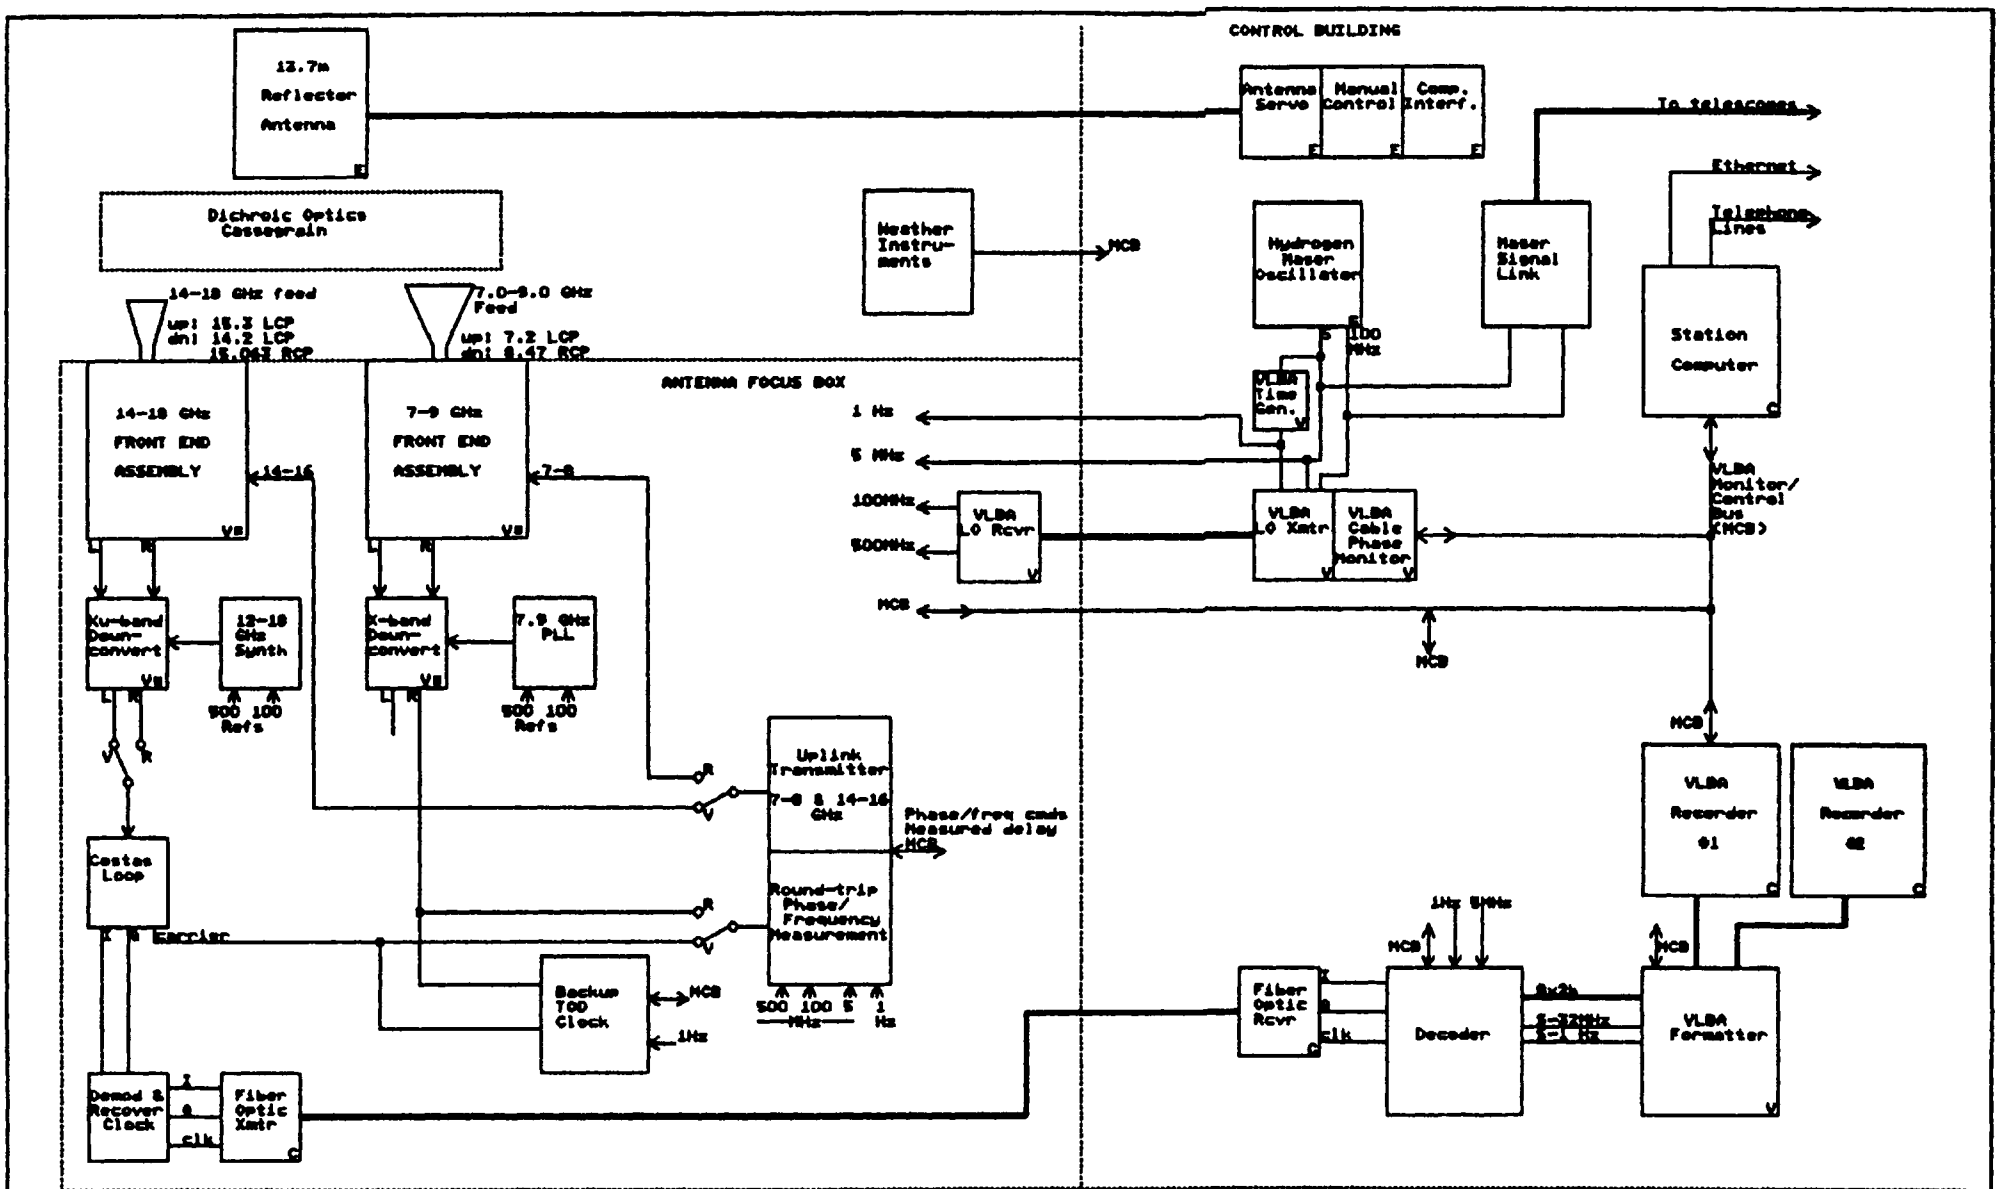 CONTROL BUILDING
13.7m
Reflector
Antenna
E
Antenna
Servo
E
Manual
Control
E
Comp.
Interf.
E
To telescopes
Ethernet
Telephone
Lines
Dichroic Optics
Cassegrain
Weather
Instru-
ments
MCB
Hydrogen
Maser
Oscillator
5
100
MHz
Maser
Signal
Link
Station
Computer
C
14-18 GHz feed
up: 15.3 LCP
dn: 14.2 LCP
15.063 RCP
7.0-9.0 GHz
Feed
up: 7.2 LCP
dn: 8.47 RCP
ANTENNA FOCUS BOX
14-18 GHz
FRONT END
ASSEMBLY
14-16
L
R
7-9 GHz
FRONT END
ASSEMBLY
7-8
L
R
VLBA
Time
Gen.
V
1 Hz
5 MHz
100MHz
500MHz
VLBA
LO Rcvr
V
VLBA
LO Xmtr
V
VLBA
Cable
Phase
Monitor
V
VLBA
Monitor/
Control
Bus
(MCB)
MCB
MCB
Ku-band
Down-
convert
L
R
12-18
GHz
Synth
500 100
Refs
X-band
Down-
convert
L
R
7.9 GHz
PLL
500 100
Refs
V
R
Uplink
Transmitter
7-8 & 14-16
GHz
R
V
Phase/freq cmds
Measured delay
MCB
Round-trip
Phase/
Frequency
Measurement
R
V
500 100 5 1
MHz Hz
Costas
Loop
I
Q
Carrier
Backup
TOD
Clock
MCB
1Hz
Demod &
Recover
Clock
I
Q
clk
Fiber
Optic
Xmtr
C
MCB
VLBA
Recorder
#1
C
VLBA
Recorder
#2
C
Fiber
Optic
Rcvr
C
I
Q
clk
MCB
1Hz 5MHz
Decoder
S-32MHz
S-1 Hz
MCB
VLBA
Formatter
V